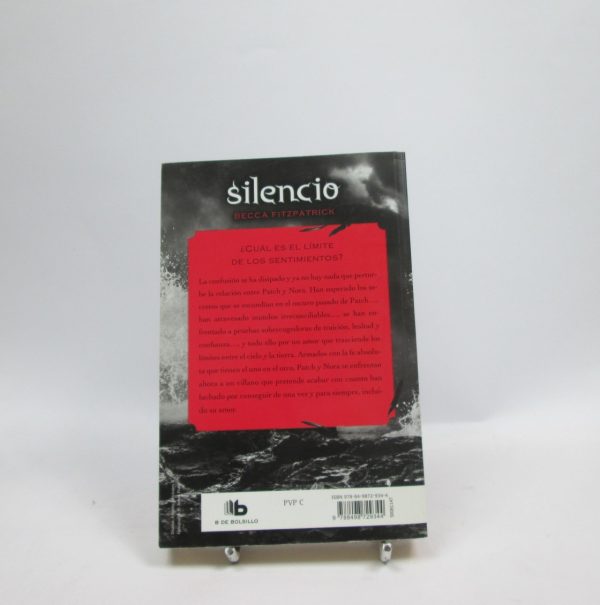 silencio
BECCA FITZPATRICK
¿CUÁL ES EL LÍMITE
DE LOS SENTIMIENTOS?
La confusión se ha disipado y ya no hay nada que pertur-
be la relación entre Patch y Nora. Han superado los se-
cretos que se escondían en el oscuro pasado de Patch...,
han atravesado mundos irreconciliables..., se han en-
frentado a pruebas sobrecogedoras de traición, lealtad y
confianza..., y todo ello por un amor que trasciende los
límites entre el cielo y la tierra. Armados con la fe absolu-
ta que tienen el uno en el otro, Patch y Nora se enfrentan
ahora a un villano que pretende acabar con cuanto han
luchado por conseguir de una vez y para siempre, inclui-
do su amor.
b
B DE BOLSILLO
PVP C